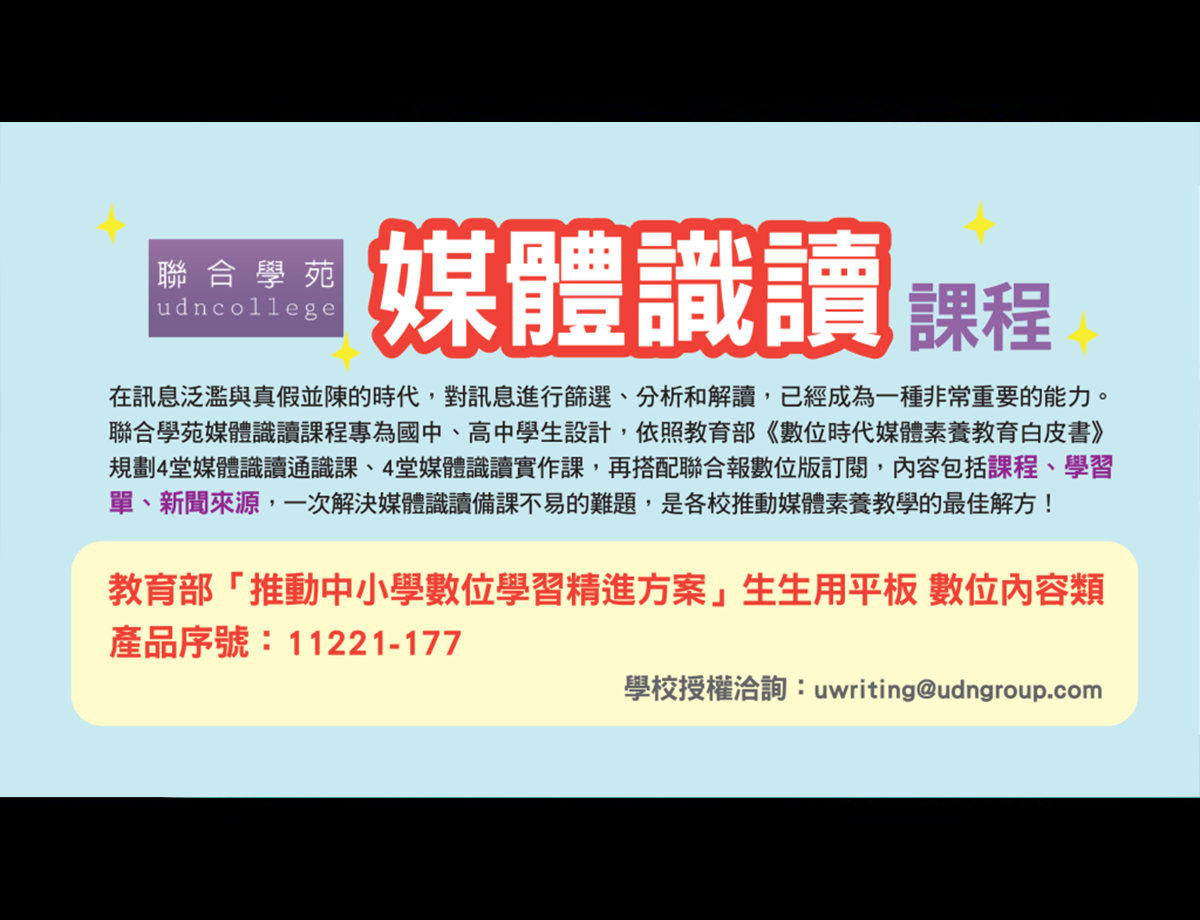 聯合學苑
udncollege
媒體識讀課程
在訊息泛濫與真假並陳的時代，對訊息進行篩選、分析和解讀，已經成為一種非常重要的能力。
聯合學苑媒體識讀課程專為國中、高中學生設計，依照教育部《數位時代媒體素養教育白皮書》
規劃4堂媒體識讀通識課、4堂媒體識讀實作課，再搭配聯合報數位版訂閱，內容包括課程、學習
單、新聞來源，一次解決媒體識讀備課不易的難題，是各校推動媒體素養教學的最佳解方！
教育部「推動中小學數位學習精進方案」生生用平板 數位內容類
產品序號：11221-177
學校授權洽詢：uwriting@udngroup.com